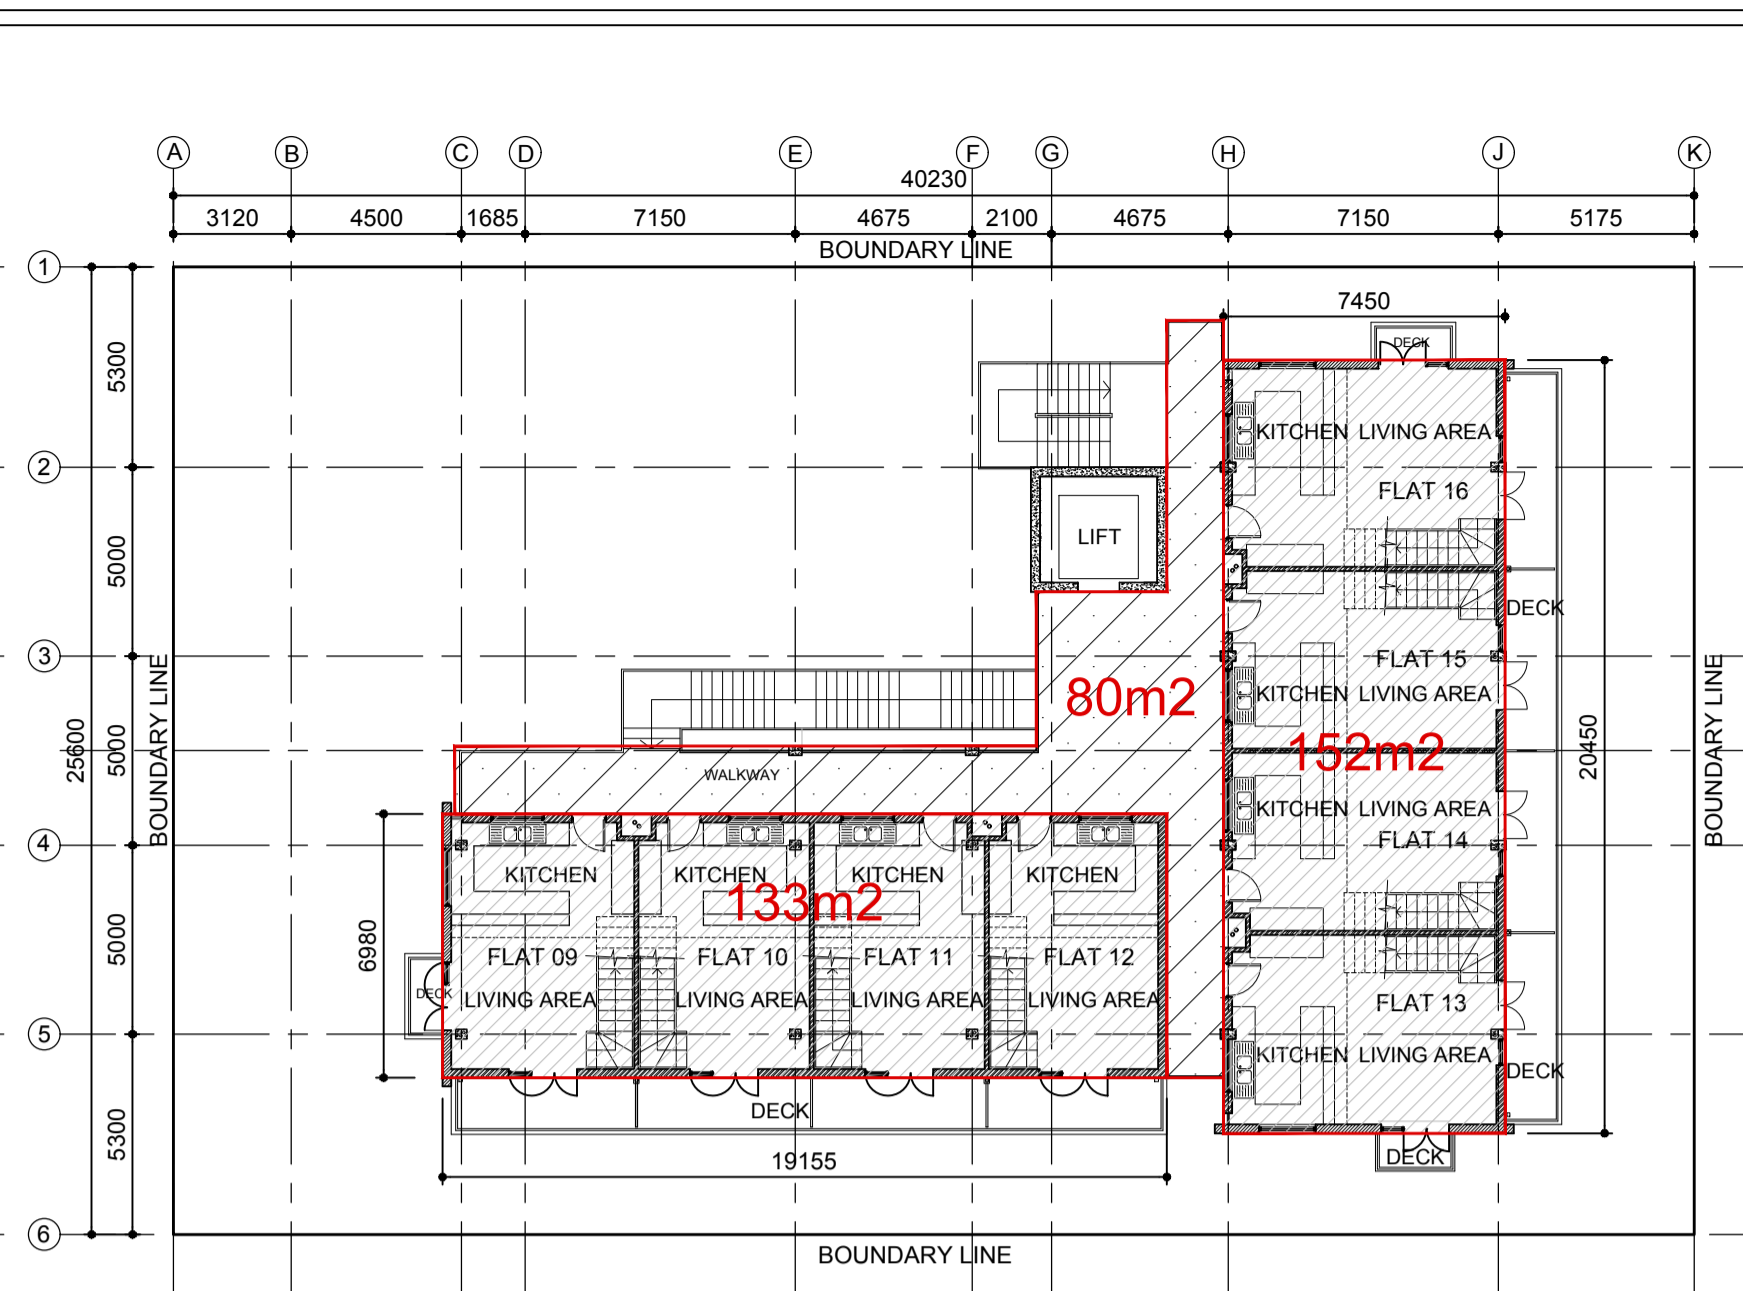 A B C D E F G H J K
40230
3120 4500 1685 7150 4675 2100 4675 7150 5175
BOUNDARY LINE
1
7450
5300
DECK
KITCHEN LIVING AREA
2
FLAT 16
LIFT
5000
DECK
3
FLAT 15
KITCHEN LIVING AREA
80m2
BOUNDARY LINE
BOUNDARY LINE
25600
5000
152m2
20450
WALKWAY
KITCHEN LIVING AREA
FLAT 14
4
KITCHEN KITCHEN KITCHEN KITCHEN
133m2
6980
5000
FLAT 09 FLAT 10 FLAT 11 FLAT 12
DECK
LIVING AREA LIVING AREA LIVING AREA LIVING AREA
FLAT 13
5
KITCHEN LIVING AREA
DECK
DECK
5300
DECK
19155
6
BOUNDARY LINE